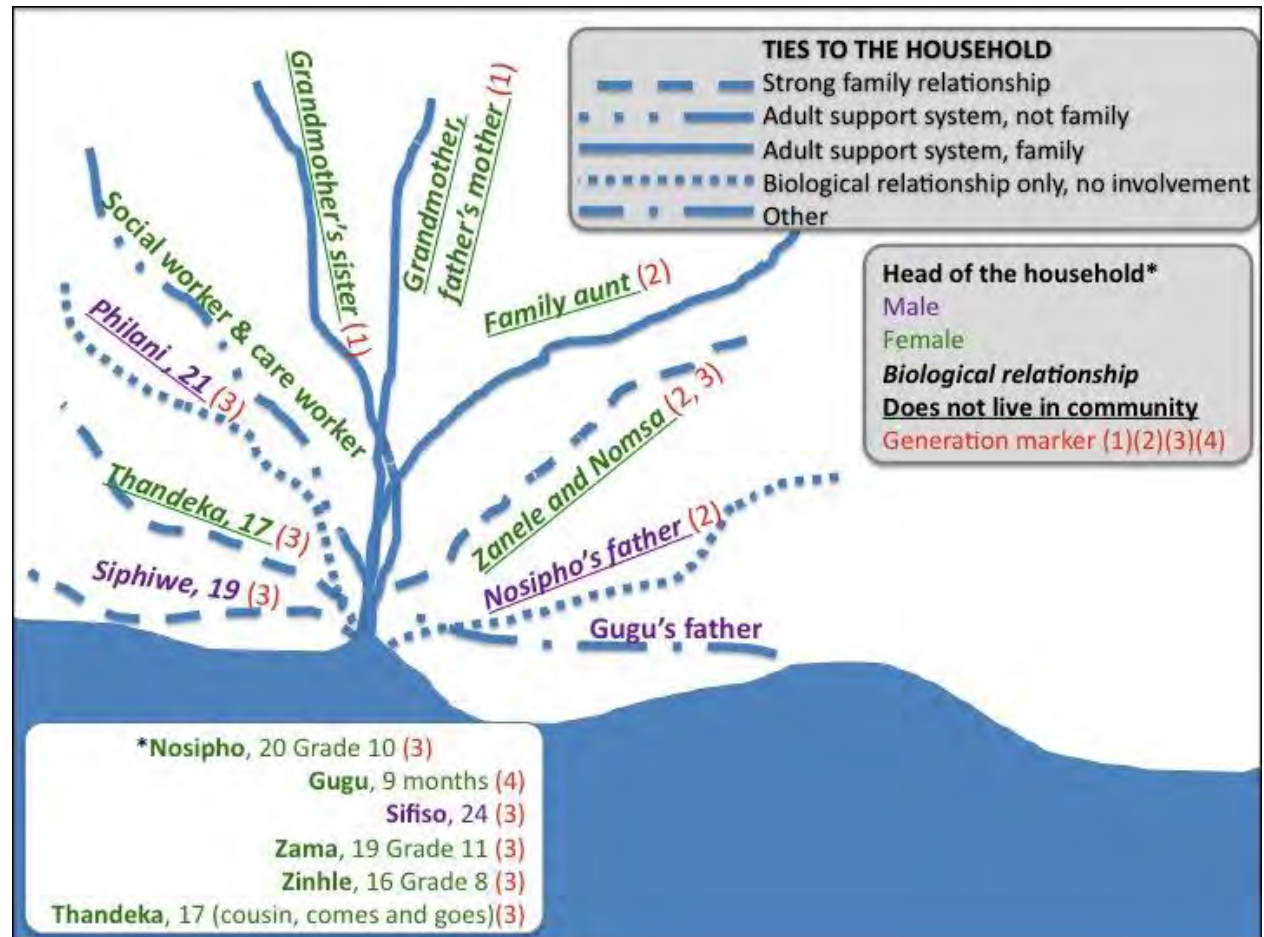 TIES TO THE HOUSEHOLD
Strong family relationship
Adult support system, not family
Adult support system, family
Biological relationship only, no involvement
Other
Head of the household*
Male
Female
Biological relationship
Does not live in community
Generation marker (1)(2)(3)(4)
Social worker & care worker
Grandmother's sister (1)
Grandmother,
father's mother (1)
Family aunt (2)
Philani, 21 (3)
Thandeka, 17 (3)
Siphiwe, 19 (3)
Zanele and Nomsa (2, 3)
Nosipho's father (2)
Gugu's father
*Nosipho, 20 Grade 10 (3)
Gugu, 9 months (4)
Sifiso, 24 (3)
Zama, 19 Grade 11 (3)
Zinhle, 16 Grade 8 (3)
Thandeka, 17 (cousin, comes and goes)(3)